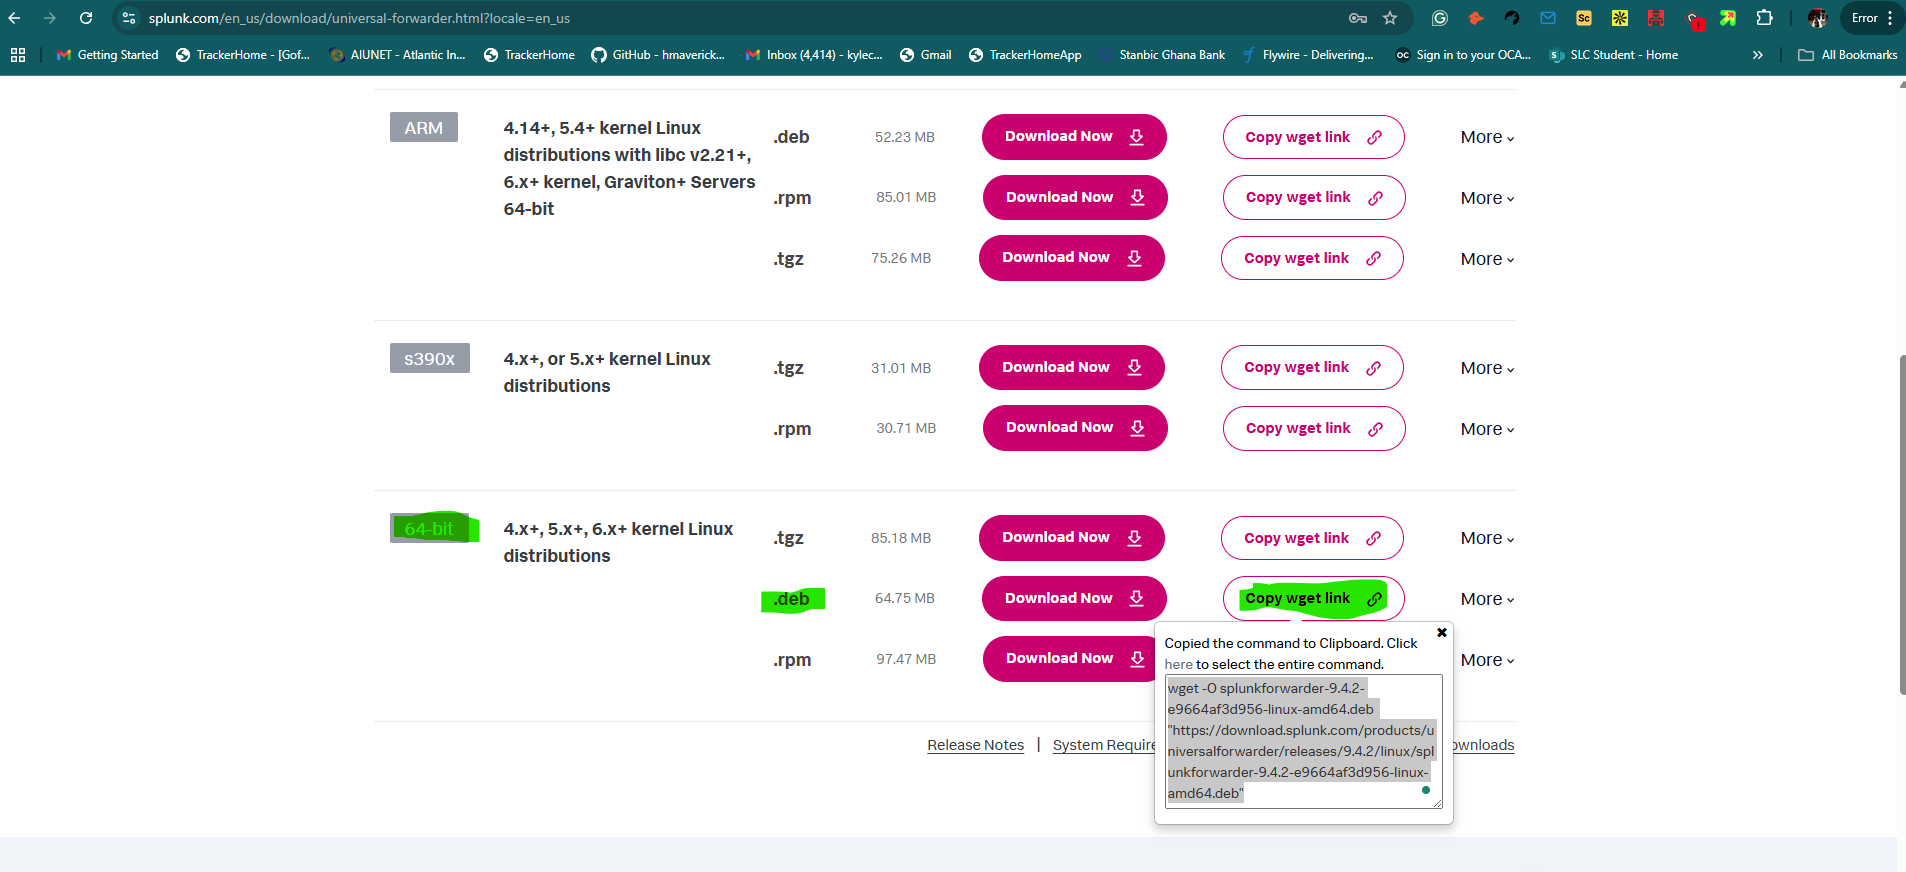 splunk.com/en_us/download/universal-forwarder.html?locale=en_us
Sc
Error
Getting Started
TrackerHome - [Gof...
AIUNET - Atlantic In...
TrackerHome
GitHub - hmaverick...
Inbox (4,414) - kylec...
Gmail
TrackerHomeApp
Stanbic Ghana Bank
Flywire - Delivering...
OC
Sign in to your OCA...
SLC Student - Home
»
All Bookmarks
ARM
4.14+, 5.4+ kernel Linux
distributions with libc v2.21+,
6.x+ kernel, Graviton+ Servers
64-bit
.deb 52.23 MB Download Now Copy wget link More
.rpm 85.01 MB Download Now Copy wget link More
.tgz 75.26 MB Download Now Copy wget link More
s390x
4.x+, or 5.x+ kernel Linux
distributions
.tgz 31.01 MB Download Now Copy wget link More
.rpm 30.71 MB Download Now Copy wget link More
64-bit
4.x+, 5.x+, 6.x+ kernel Linux
distributions
.tgz 85.18 MB Download Now Copy wget link More
.deb 64.75 MB Download Now Copy wget link More
.rpm 97.47 MB Download Now More
Copied the command to Clipboard. Click
here to select the entire command.
wget -O splunkforwarder-9.4.2-
e9664af3d956-linux-amd64.deb
"https://download.splunk.com/products/u
niversalforwarder/releases/9.4.2/linux/spl
unkforwarder-9.4.2-e9664af3d956-linux-
amd64.deb"
Release Notes | System Require
ownloads